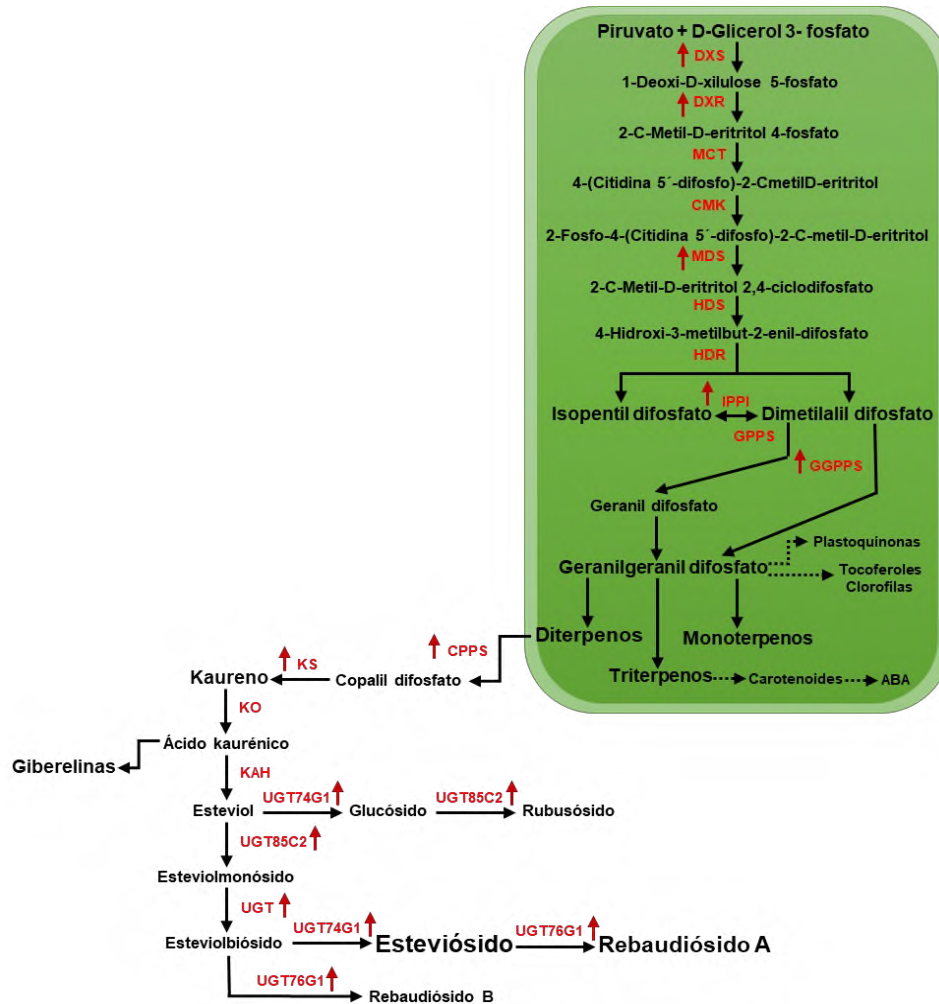 Piruvato + D-Glicerol 3- fosfato
DXS
1-Deoxi-D-xilulose 5-fosfato
DXR
2-C-Metil-D-eritritol 4-fosfato
MCT
4-(Citidina 5´-difosfo)-2-CmetilD-eritritol
CMK
2-Fosfo-4-(Citidina 5´-difosfo)-2-C-metil-D-eritritol
MDS
2-C-Metil-D-eritritol 2,4-ciclodifosfato
HDS
4-Hidroxi-3-metilbut-2-enil-difosfato
HDR
IPPI
Isopentil difosfato
Dimetilalil difosfato
GPPS
GGPPS
Geranil difosfato
Plastoquinonas
Geranilgeranil difosfato
Tocoferoles
Clorofilas
Diterpenos
Monoterpenos
CPPS
KS
Triterpenos
Carotenoides
ABA
Kaureno
Copalil difosfato
KO
Ácido kaurénico
Giberelinas
KAH
UGT74G1
UGT85C2
Esteviol
Glucósido
Rubusósido
UGT85C2
Esteviolmonósido
UGT
UGT74G1
UGT76G1
Esteviolbiósido
Esteviósido
Rebaudiósido A
UGT76G1
Rebaudiósido B